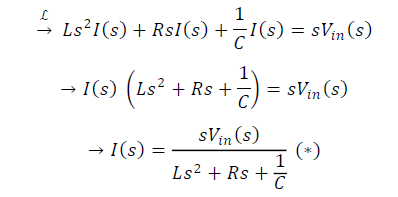 ℒ→ Ls²I(s) + RsI(s) + 1/C I(s) = sV_in(s)
→ I(s) (Ls² + Rs + 1/C) = sV_in(s)
→ I(s) = sV_in(s) / (Ls² + Rs + 1/C) (*)